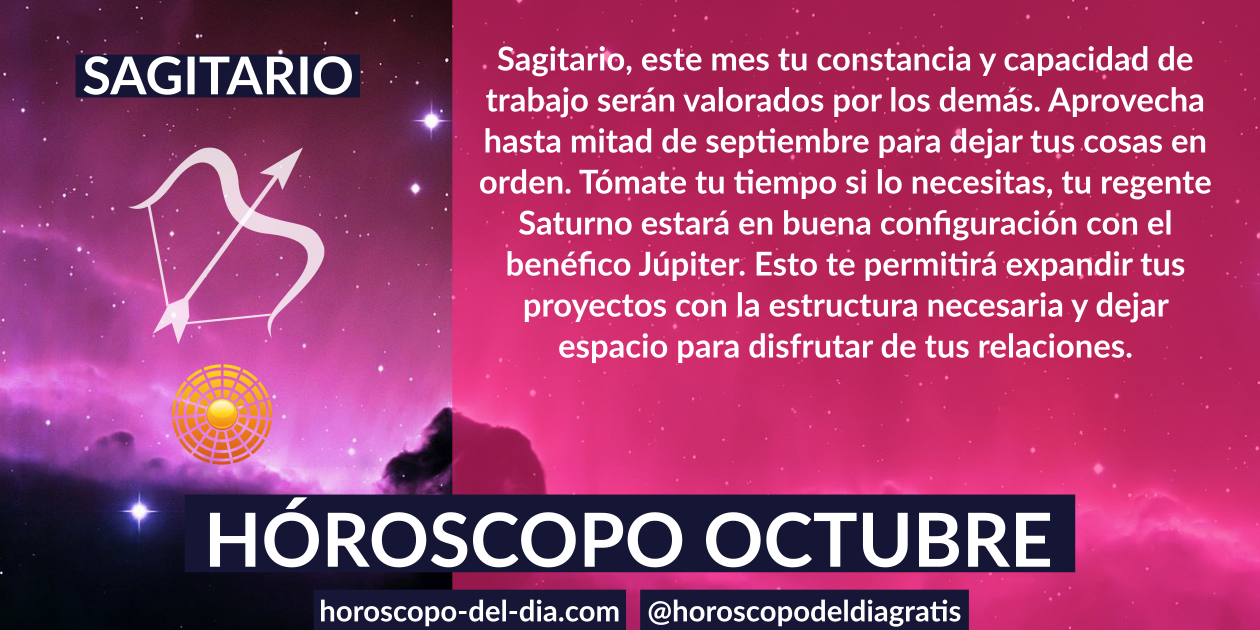 SAGITARIO
Sagitario, este mes tu constancia y capacidad de
trabajo serán valorados por los demás. Aprovecha
hasta mitad de septiembre para dejar tus cosas en
orden. Tómate tu tiempo si lo necesitas, tu regente
Saturno estará en buena configuración con el
benéfico Júpiter. Esto te permitirá expandir tus
proyectos con la estructura necesaria y dejar
espacio para disfrutar de tus relaciones.
HÓROSCOPO OCTUBRE
horoscopo-del-dia.com @horoscopodeldiagratis